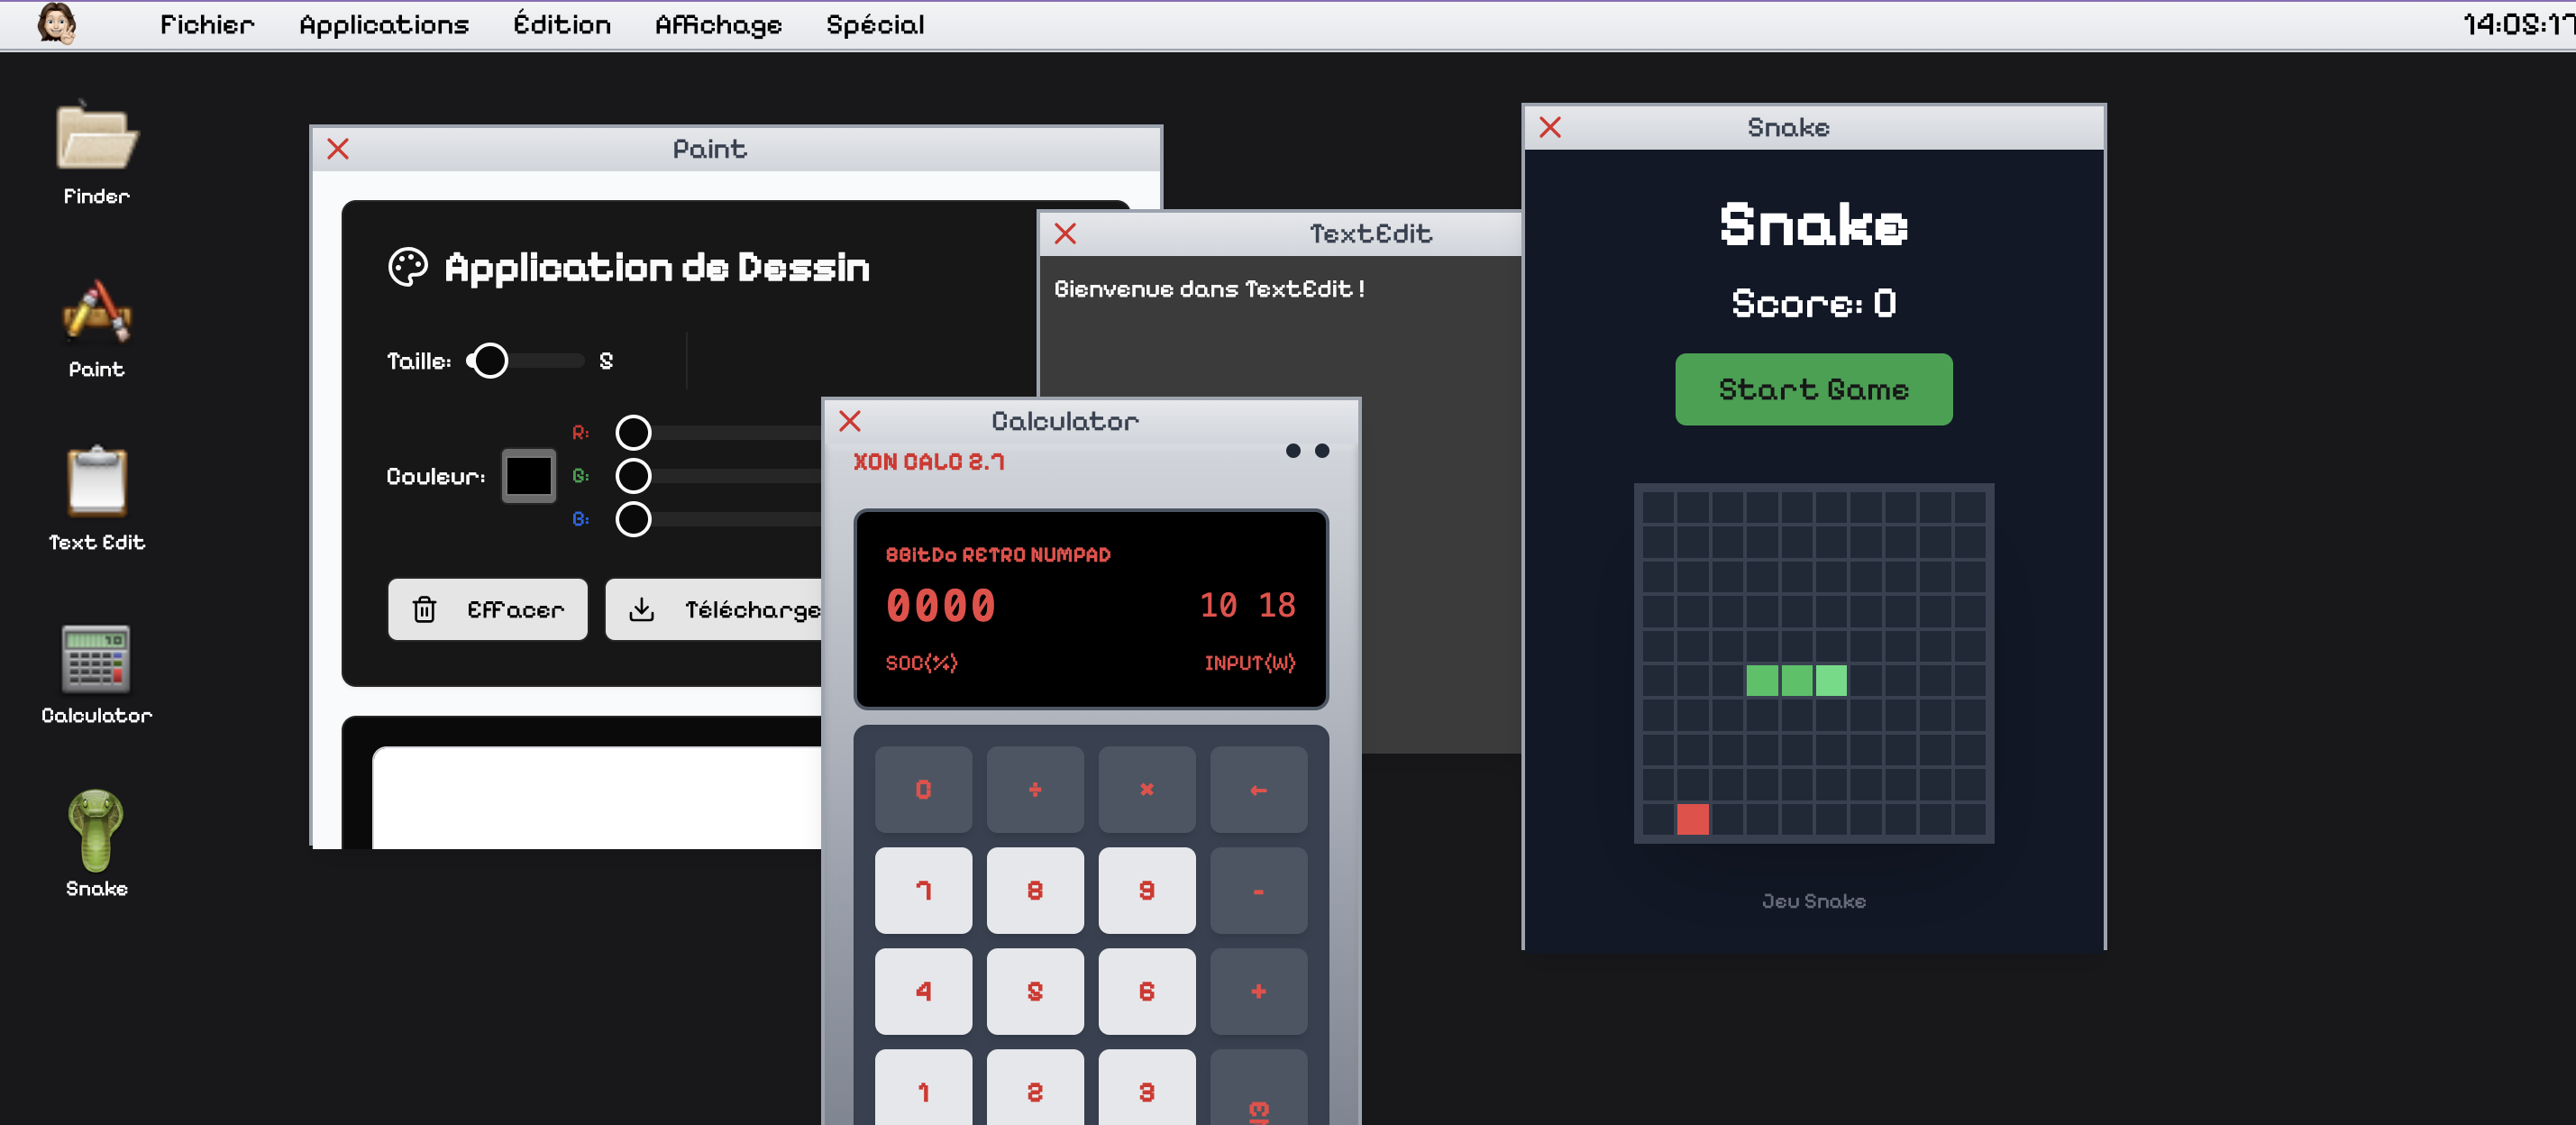 Fichier Applications Édition Affichage Spécial 14:05:17
Finder
Paint
Text Edit
Calculator
Snake
Paint
Application de Dessin
Taille: 5
Couleur:
R:
G:
B:
Effacer
Télécharge
TextEdit
Bienvenue dans TextEdit !
Calculator
XON CALC 2.7
8BitDo RETRO NUMPAD
0000 10 18
SOC(%) INPUT(W)
0 ÷ × ←
7 8 9 -
4 5 6 +
1 2 3
Snake
Snake
Score: 0
Start Game
Jeu Snake